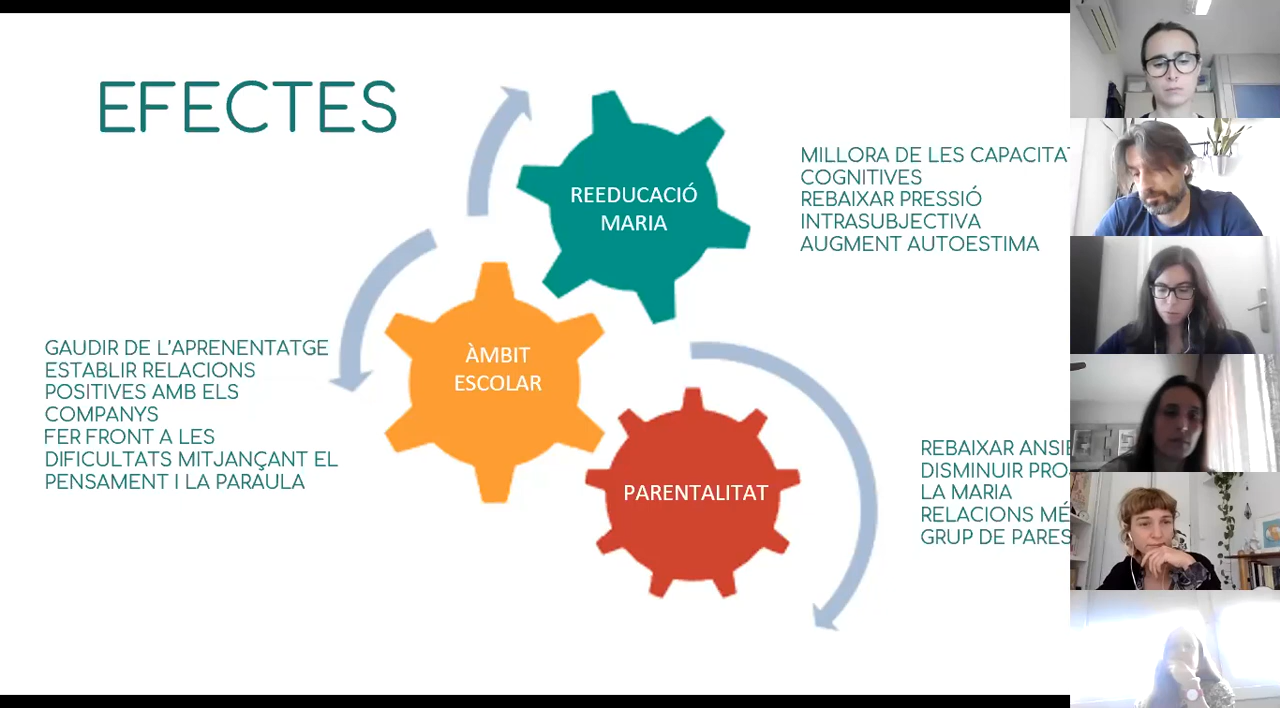 EFECTES
REEDUCACIÓ
MARIA
MILLORA DE LES
COGNITIVES
REBAIXAR PRESSIÓ
INTRASUBJECTIVA
AUGMENT AUTOESTIMA
GAUDIR DE L'APRENENTATGE
ESTABLIR RELACIONS
POSITIVES AMB ELS
COMPANYS
FER FRONT A LES
DIFICULTATS MITJANÇANT EL
PENSAMENT I LA PARAULA
ÀMBIT
ESCOLAR
PARENTALITAT
REBAIXAR
DISMINUIR
LA MARIA
RELACIONS
GRUP DE PARES